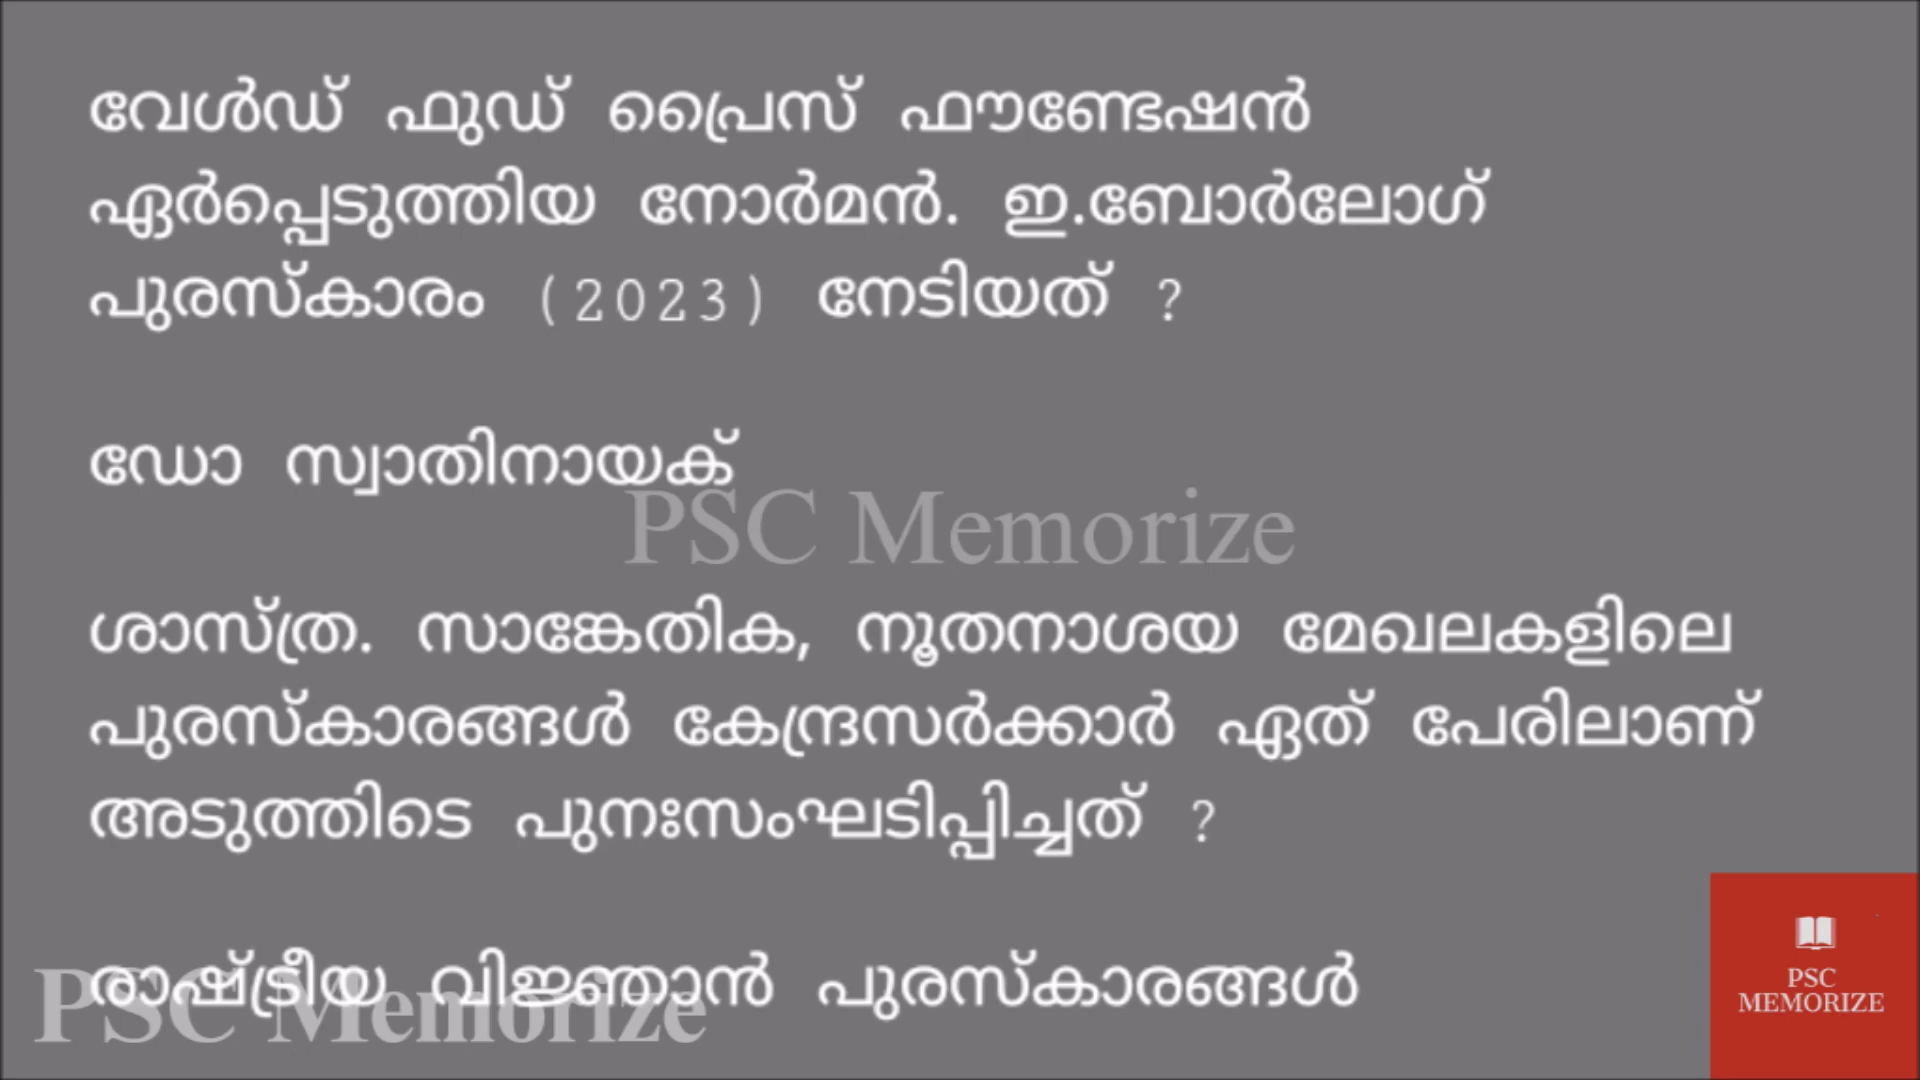 വേൾഡ് ഫുഡ് പ്രൈസ് ഫൗണ്ടേഷൻ
ഏർപ്പെടുത്തിയ നോർമൻ. ഇ.ബോർലോഗ്
പുരസ്കാരം (2023) നേടിയത് ?
ഡോ സ്വാതിനായക്
PSC Memorize
ശാസ്ത്ര. സാങ്കേതിക, നൂതനാശയ മേഖലകളിലെ
പുരസ്കാരങ്ങൾ കേന്ദ്രസർക്കാർ ഏത് പേരിലാണ്
അടുത്തിടെ പുനഃസംഘടിപ്പിച്ചത് ?
രാഷ്ട്രീയ വിജ്ഞാൻ പുരസ്കാരങ്ങൾ
PSC Memorize
PSC
MEMORIZE